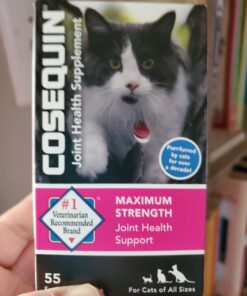 COSEQUIN
Joint Health Supplement
Purrferred
by cats
for over
a decade!
#1
Veterinarian
Recommended
Brand
MAXIMUM
STRENGTH
Joint Health
Support
55
For Cats of All Sizes